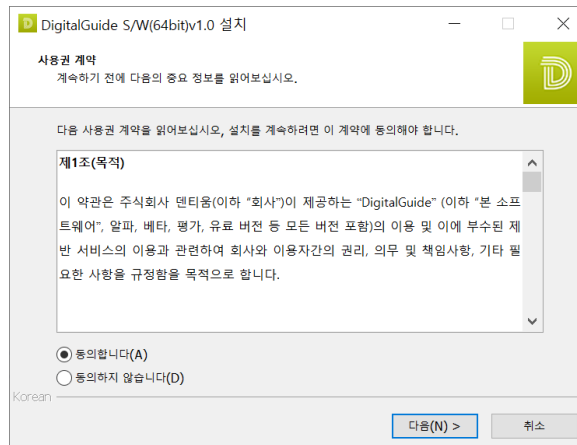 DigitalGuide S/W(64bit)v1.0 설치
사용권 계약
계속하기 전에 다음의 중요 정보를 읽어보십시오.
다음 사용권 계약을 읽어보십시오, 설치를 계속하려면 이 계약에 동의해야 합니다.
제1조(목적)
이 약관은 주식회사 덴티움(이하 "회사")이 제공하는 "DigitalGuide" (이하 "본 소프
트웨어", 알파, 베타, 평가, 유료 버전 등 모든 버전 포함)의 이용 및 이에 부수된 제
반 서비스의 이용과 관련하여 회사와 이용자간의 권리, 의무 및 책임사항, 기타 필
요한 사항을 규정함을 목적으로 합니다.
동의합니다(A)
동의하지 않습니다(D)
Korean
다음(N) >
취소